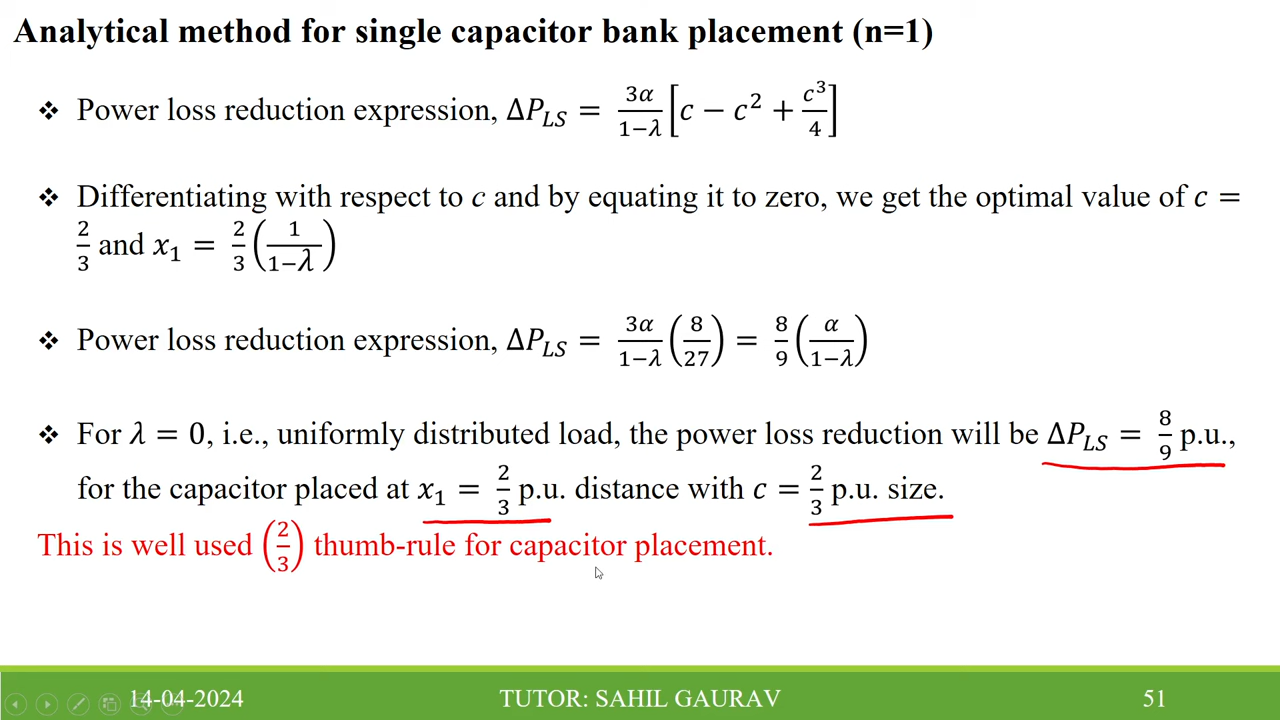 Analytical method for single capacitor bank placement (n=1)
❖ Power loss reduction expression, ΔP_LS = 3α/(1−λ) [c − c² + c³/4]
❖ Differentiating with respect to c and by equating it to zero, we get the optimal value of c =
2/3 and x₁ = 2/3 (1/(1−λ))
❖ Power loss reduction expression, ΔP_LS = 3α/(1−λ) (8/27) = 8/9 (α/(1−λ))
❖ For λ = 0, i.e., uniformly distributed load, the power loss reduction will be ΔP_LS = 8/9 p.u.,
for the capacitor placed at x₁ = 2/3 p.u. distance with c = 2/3 p.u. size.
This is well used (2/3) thumb-rule for capacitor placement.
14-04-2024 TUTOR: SAHIL GAURAV 51